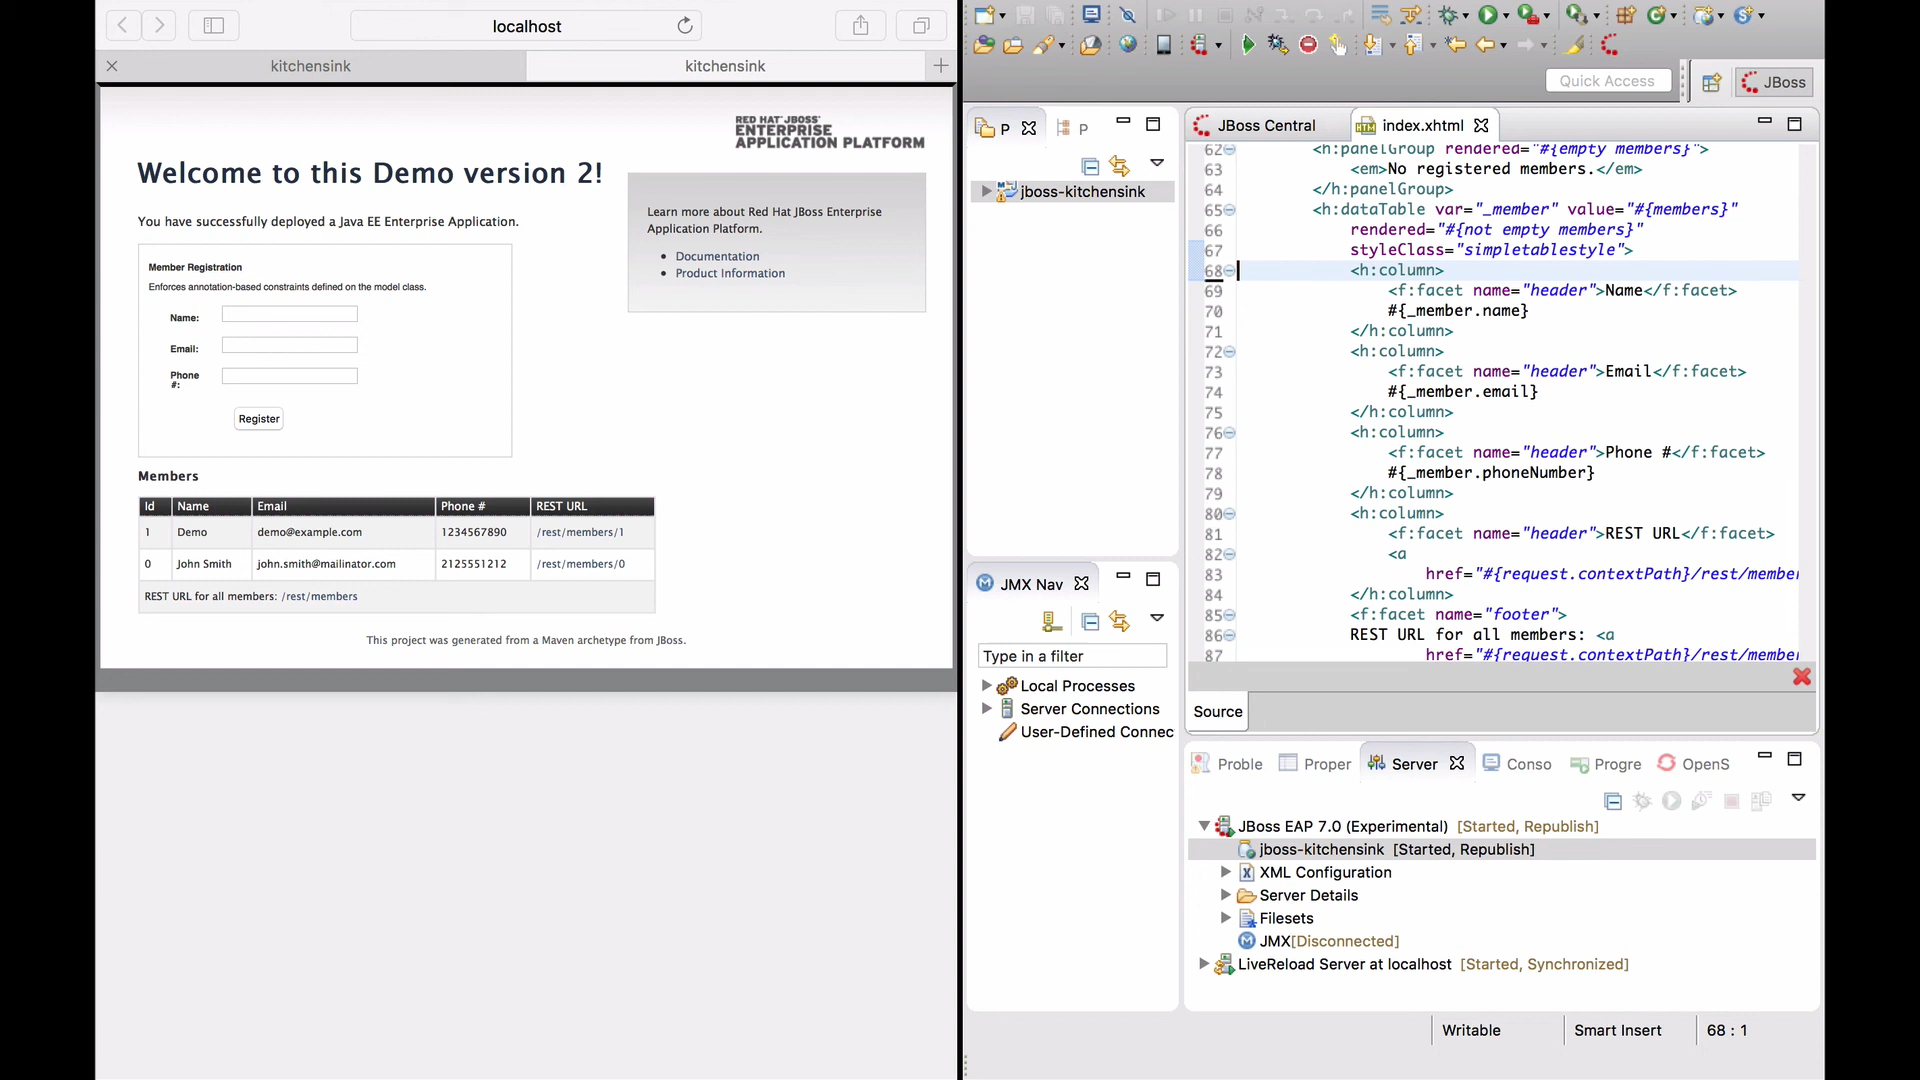 localhost
kitchensink
kitchensink
RED HAT® JBOSS®
ENTERPRISE
APPLICATION PLATFORM
Welcome to this Demo version 2!
You have successfully deployed a Java EE Enterprise Application.
Member Registration
Enforces annotation-based constraints defined on the model class.
Name:
Email:
Phone
#:
Register
Learn more about Red Hat JBoss Enterprise
Application Platform.
Documentation
Product Information
Members
Id Name Email Phone # REST URL
1 Demo demo@example.com 1234567890 /rest/members/1
0 John Smith john.smith@mailinator.com 2125551212 /rest/members/0
REST URL for all members: /rest/members
This project was generated from a Maven archetype from JBoss.
Quick Access
JBoss
P
P
jboss-kitchensink
JMX Nav
Type in a filter
Local Processes
Server Connections
User-Defined Connec
JBoss Central
index.xhtml
62 <h:panelGroup rendered="#{empty members}">
63 <em>No registered members.</em>
64 </h:panelGroup>
65 <h:dataTable var="_member" value="#{members}"
66 rendered="#{not empty members}"
67 styleClass="simpletablestyle">
68 <h:column>
69 <f:facet name="header">Name</f:facet>
70 #{_member.name}
71 </h:column>
72 <h:column>
73 <f:facet name="header">Email</f:facet>
74 #{_member.email}
75 </h:column>
76 <h:column>
77 <f:facet name="header">Phone #</f:facet>
78 #{_member.phoneNumber}
79 </h:column>
80 <h:column>
81 <f:facet name="header">REST URL</f:facet>
82 <a
83 href="#{request.contextPath}/rest/member
84 </h:column>
85 <f:facet name="footer">
86 REST URL for all members: <a
87 href="#{request.contextPath}/rest/member
Source
Proble
Proper
Server
Conso
Progre
OpenS
JBoss EAP 7.0 (Experimental) [Started, Republish]
jboss-kitchensink [Started, Republish]
XML Configuration
Server Details
Filesets
JMX[Disconnected]
LiveReload Server at localhost [Started, Synchronized]
Writable
Smart Insert
68 : 1